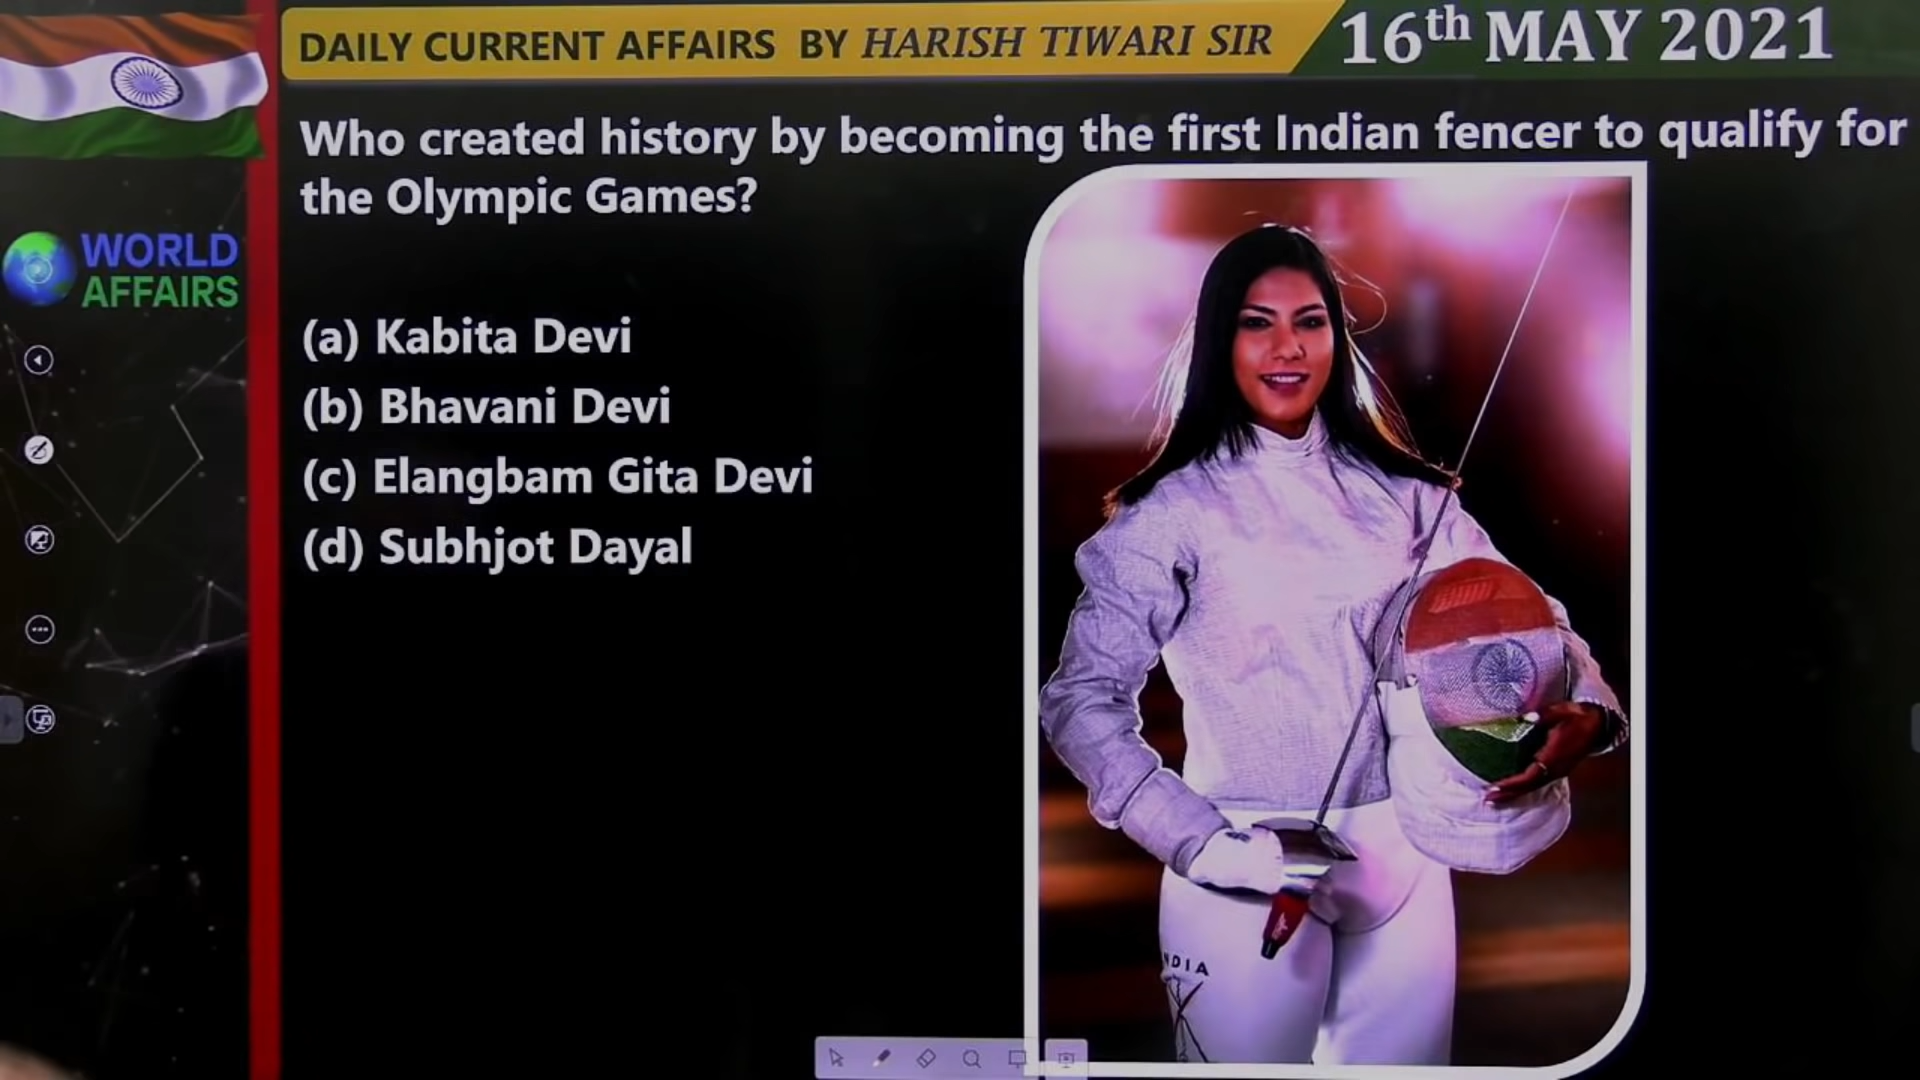 DAILY CURRENT AFFAIRS BY HARISH TIWARI SIR
16th MAY 2021
Who created history by becoming the first Indian fencer to qualify for
the Olympic Games?
WORLD
AFFAIRS
(a) Kabita Devi
(b) Bhavani Devi
(c) Elangbam Gita Devi
(d) Subhjot Dayal
NDIA